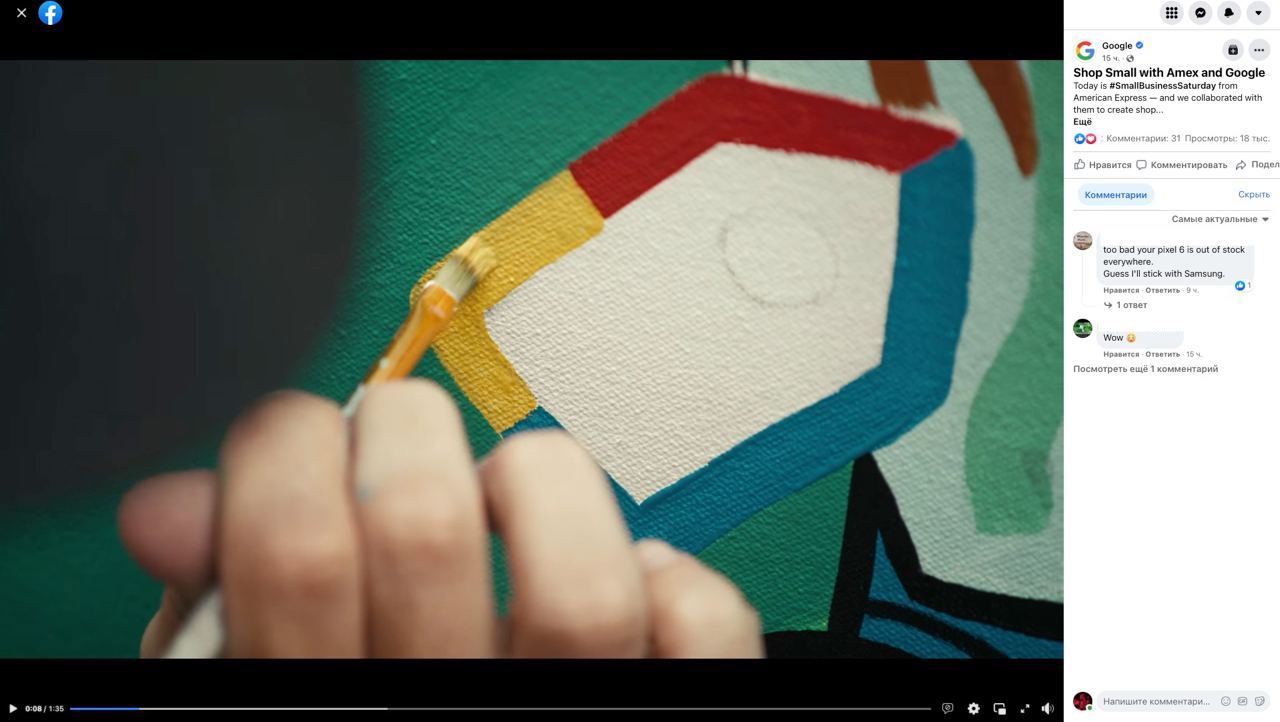 Google
15 ч. ·
Shop Small with Amex and Google
Today is #SmallBusinessSaturday from
American Express — and we collaborated with
them to create shop...
Ещё
: Комментарии: 31 Просмотры: 18 тыс.
Нравится Комментировать Подел
Комментарии Скрыть
Самые актуальные
too bad your pixel 6 is out of stock
everywhere.
Guess I'll stick with Samsung.
1
Нравится · Ответить · 9 ч.
1 ответ
Wow
Нравится · Ответить · 15 ч.
Посмотреть ещё 1 комментарий
0:08 / 1:35
Напишите комментари...